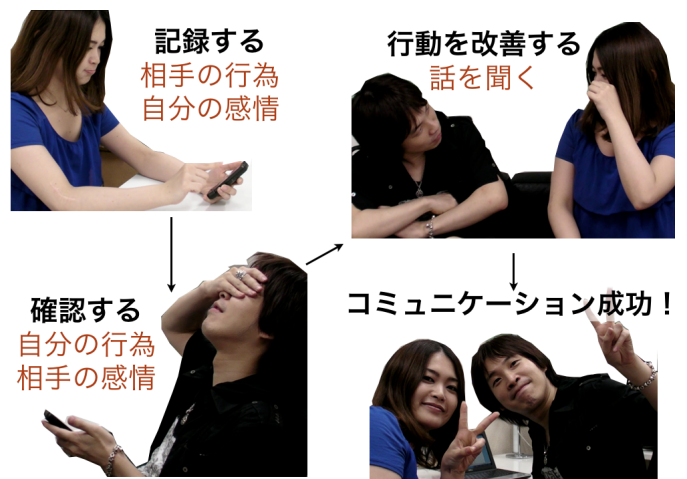 記録する
相手の行為
自分の感情
確認する
自分の行為
相手の感情
行動を改善する
話を聞く
コミュニケーション成功！